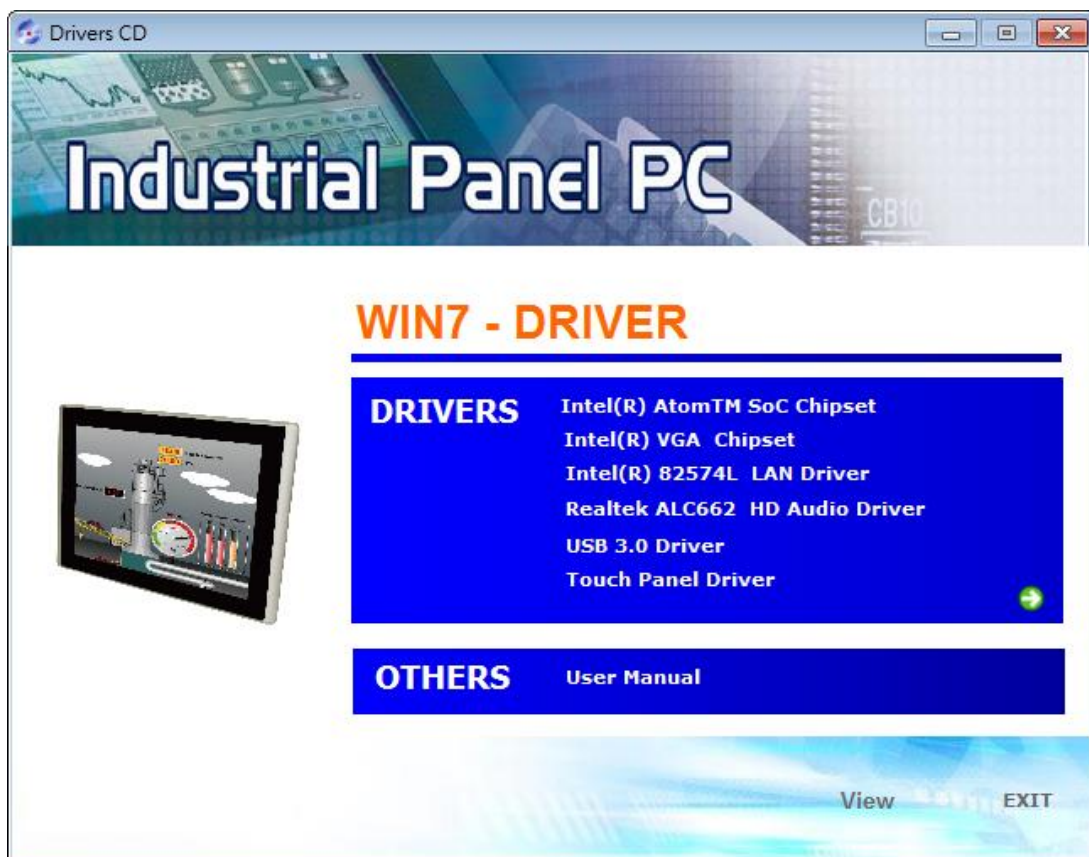 Drivers CD
Industrial Panel PC
CB10
WIN7 - DRIVER
DRIVERS
Intel(R) AtomTM SoC Chipset
Intel(R) VGA Chipset
Intel(R) 82574L LAN Driver
Realtek ALC662 HD Audio Driver
USB 3.0 Driver
Touch Panel Driver
OTHERS
User Manual
View
EXIT